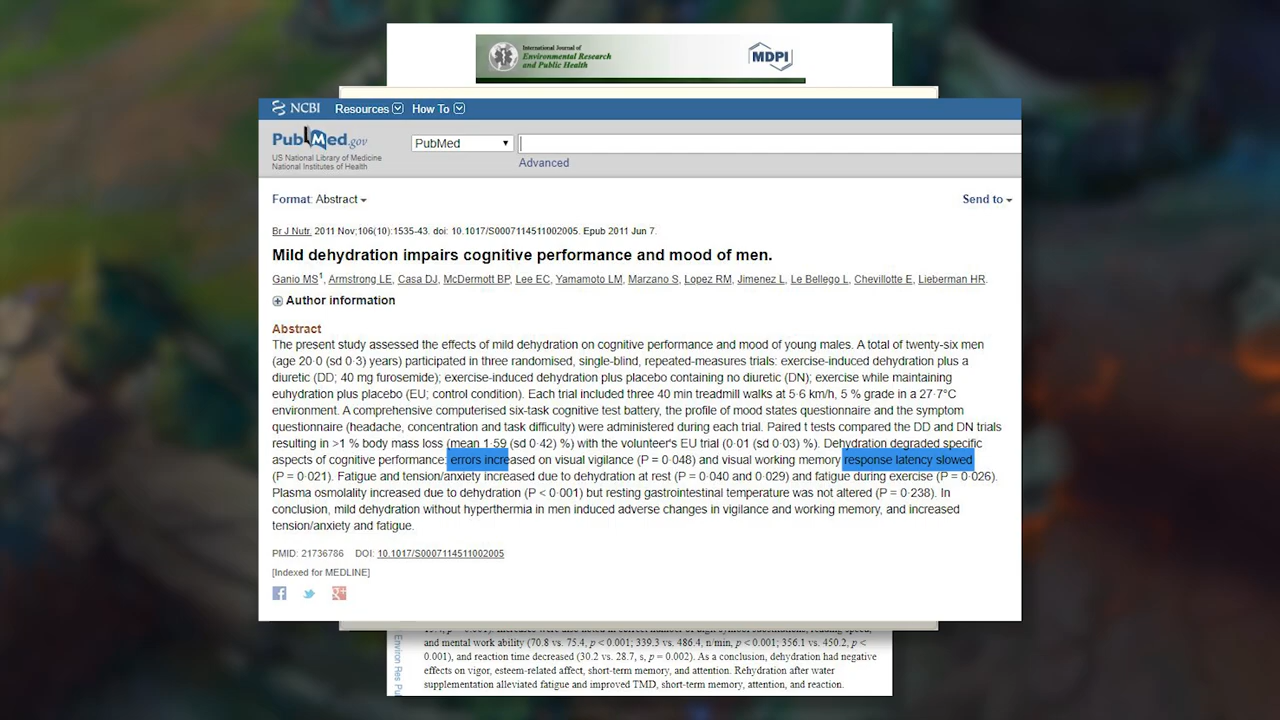 International Journal of
Environmental Research
and Public Health
MDPI
NCBI Resources How To
PubMed.gov
US National Library of Medicine
National Institutes of Health
PubMed
Advanced
Format: Abstract
Send to
Br J Nutr. 2011 Nov;106(10):1535-43. doi: 10.1017/S0007114511002005. Epub 2011 Jun 7.
Mild dehydration impairs cognitive performance and mood of men.
Ganio MS1, Armstrong LE, Casa DJ, McDermott BP, Lee EC, Yamamoto LM, Marzano S, Lopez RM, Jimenez L, Le Bellego L, Chevillotte E, Lieberman HR.
Author information
Abstract
The present study assessed the effects of mild dehydration on cognitive performance and mood of young males. A total of twenty-six men
(age 20·0 (sd 0·3) years) participated in three randomised, single-blind, repeated-measures trials: exercise-induced dehydration plus a
diuretic (DD; 40 mg furosemide); exercise-induced dehydration plus placebo containing no diuretic (DN); exercise while maintaining
euhydration plus placebo (EU; control condition). Each trial included three 40 min treadmill walks at 5·6 km/h, 5 % grade in a 27·7°C
environment. A comprehensive computerised six-task cognitive test battery, the profile of mood states questionnaire and the symptom
questionnaire (headache, concentration and task difficulty) were administered during each trial. Paired t tests compared the DD and DN trials
resulting in >1 % body mass loss (mean 1·59 (sd 0·42) %) with the volunteer's EU trial (0·01 (sd 0·03) %). Dehydration degraded specific
aspects of cognitive performance: errors increased on visual vigilance (P = 0·048) and visual working memory response latency slowed
(P = 0·021). Fatigue and tension/anxiety increased due to dehydration at rest (P = 0·040 and 0·029) and fatigue during exercise (P = 0·026).
Plasma osmolality increased due to dehydration (P < 0·001) but resting gastrointestinal temperature was not altered (P = 0·238). In
conclusion, mild dehydration without hyperthermia in men induced adverse changes in vigilance and working memory, and increased
tension/anxiety and fatigue.
PMID: 21736786 DOI: 10.1017/S0007114511002005
[Indexed for MEDLINE]
and mental work ability (70.8 vs. 75.4, p < 0.001; 339.3 vs. 486.4, n/min, p < 0.001; 356.1 vs. 450.2, p <
0.001), and reaction time decreased (30.2 vs. 28.7, s, p = 0.002). As a conclusion, dehydration had negative
effects on vigor, esteem-related affect, short-term memory, and attention. Rehydration after water
supplementation alleviated fatigue and improved TMD, short-term memory, attention, and reaction.
Environ Res Pu